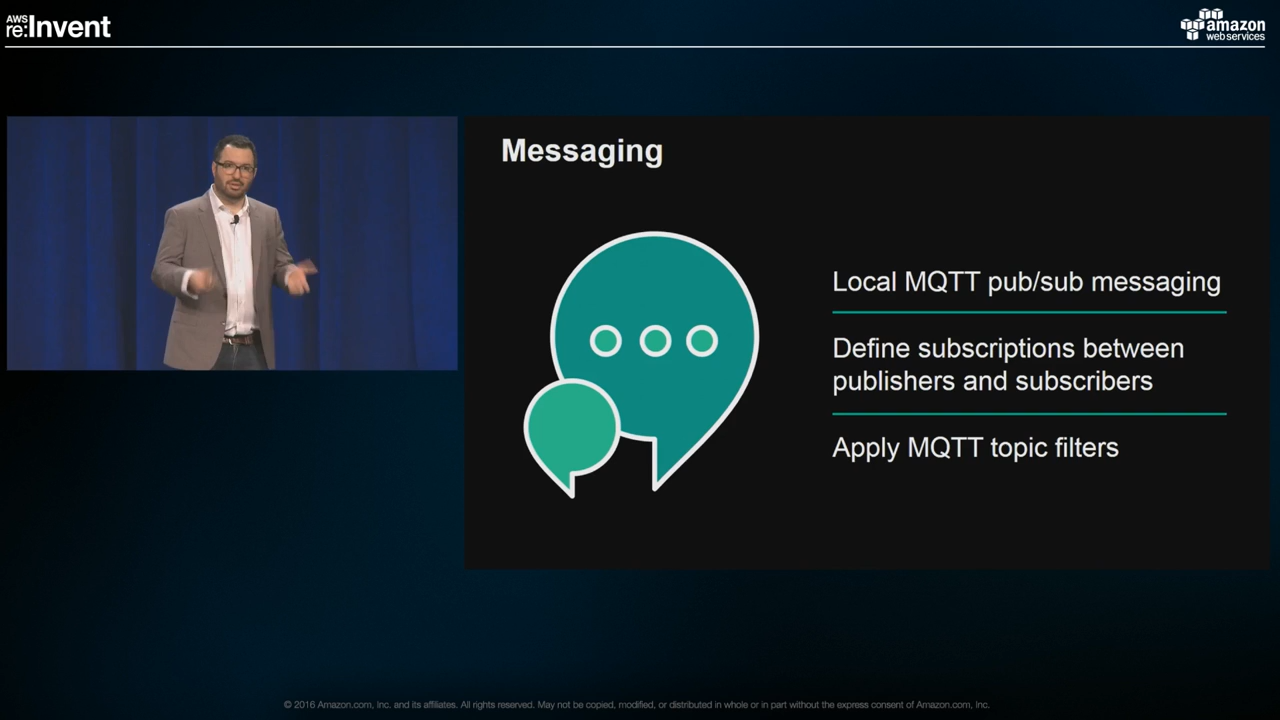 AWS
re:Invent
amazon
webservices
Messaging
Local MQTT pub/sub messaging
Define subscriptions between
publishers and subscribers
Apply MQTT topic filters
© 2016 Amazon.com, Inc. and its affiliates. All rights reserved. May not be copied, modified, or distributed in whole or in part without the express consent of Amazon.com, Inc.